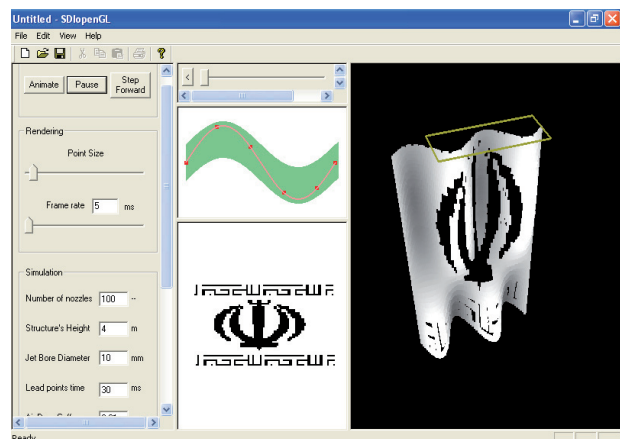 Untitled - SDIopenGL
File Edit View Help
Animate Pause Step Forward
Rendering
Point Size
Frame rate 5 ms
Simulation
Number of nozzles 100 --
Structure's Height 4 m
Jet Bore Diameter 10 mm
Lead points time 30 ms
Ready